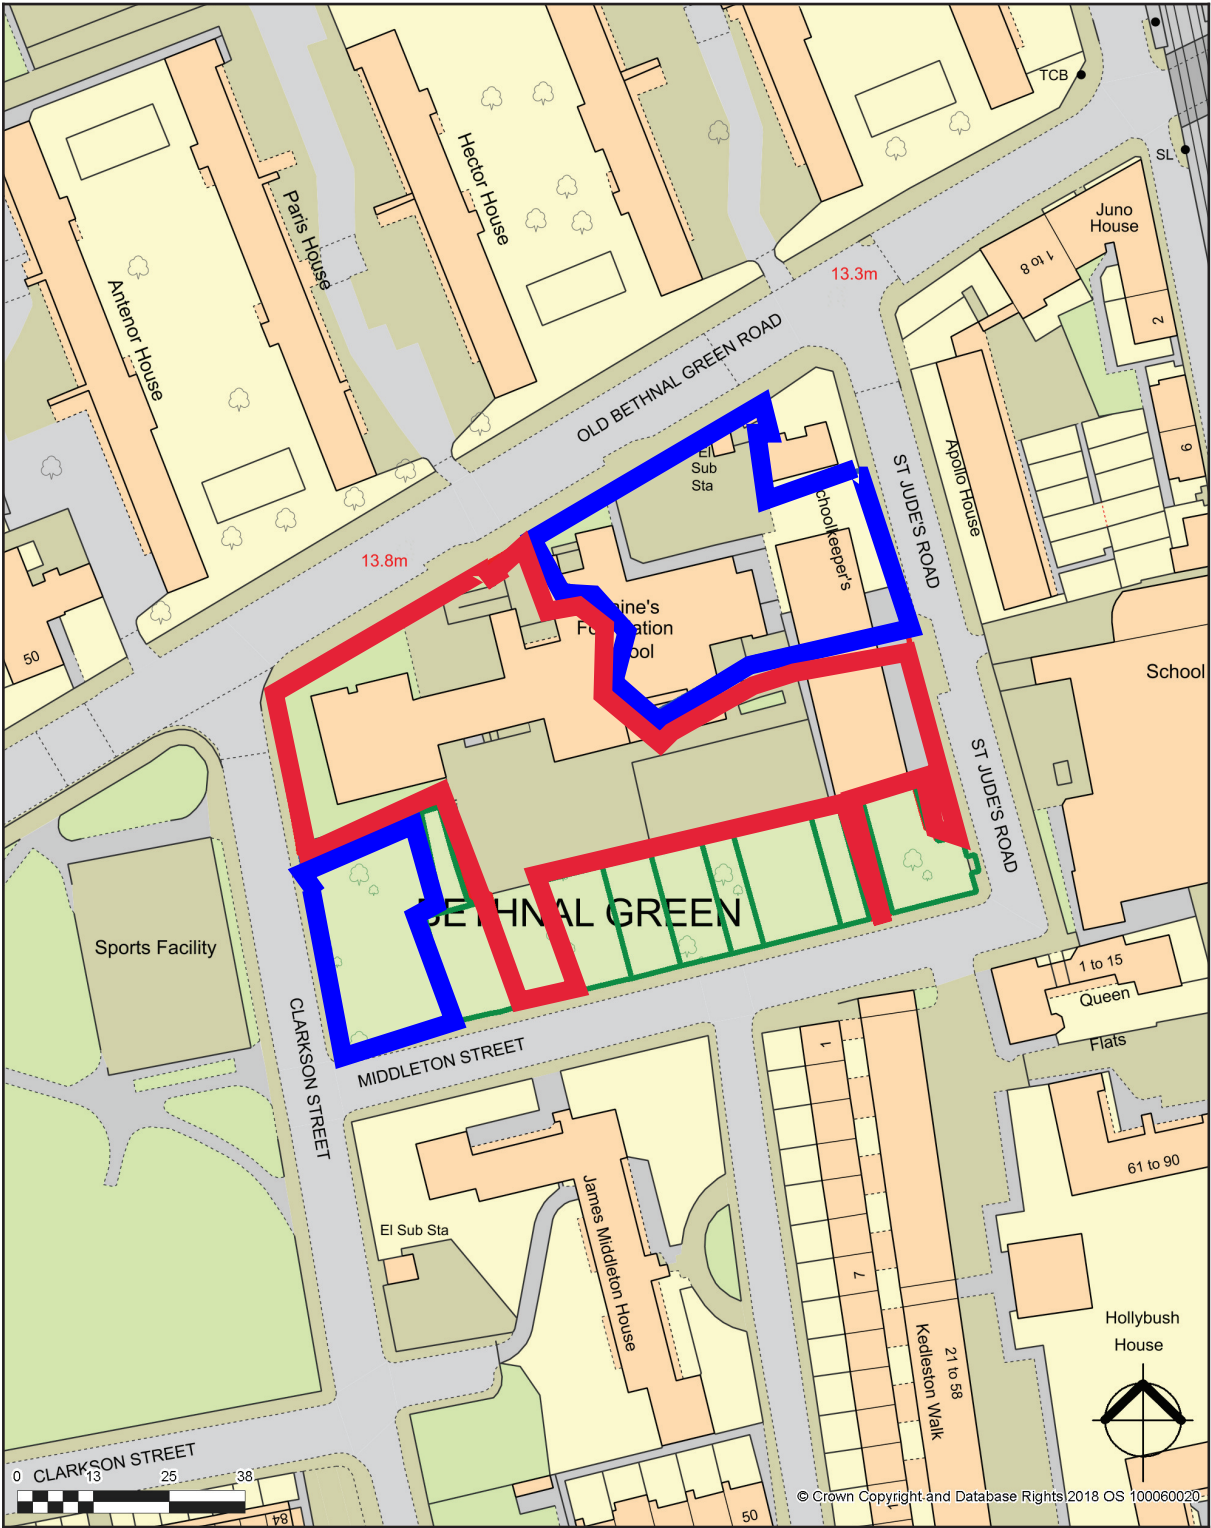 TCB
SL
Juno
House
1 to 8
2
6
Hector House
Paris House
Antenor House
13.3m
OLD BETHNAL GREEN ROAD
ST JUDE'S ROAD
Apollo House
El
Sub
Sta
13.8m
50
School
Sports Facility
BETHNAL GREEN
ST JUDE'S ROAD
CLARKSON STREET
MIDDLETON STREET
1 to 15
Queen
Flats
61 to 90
1
7
El Sub Sta
James Middleton House
Kedleston Walk
21 to 58
Hollybush
House
CLARKSON STREET
0 13 25 38
84
50
© Crown Copyright and Database Rights 2018 OS 100060020